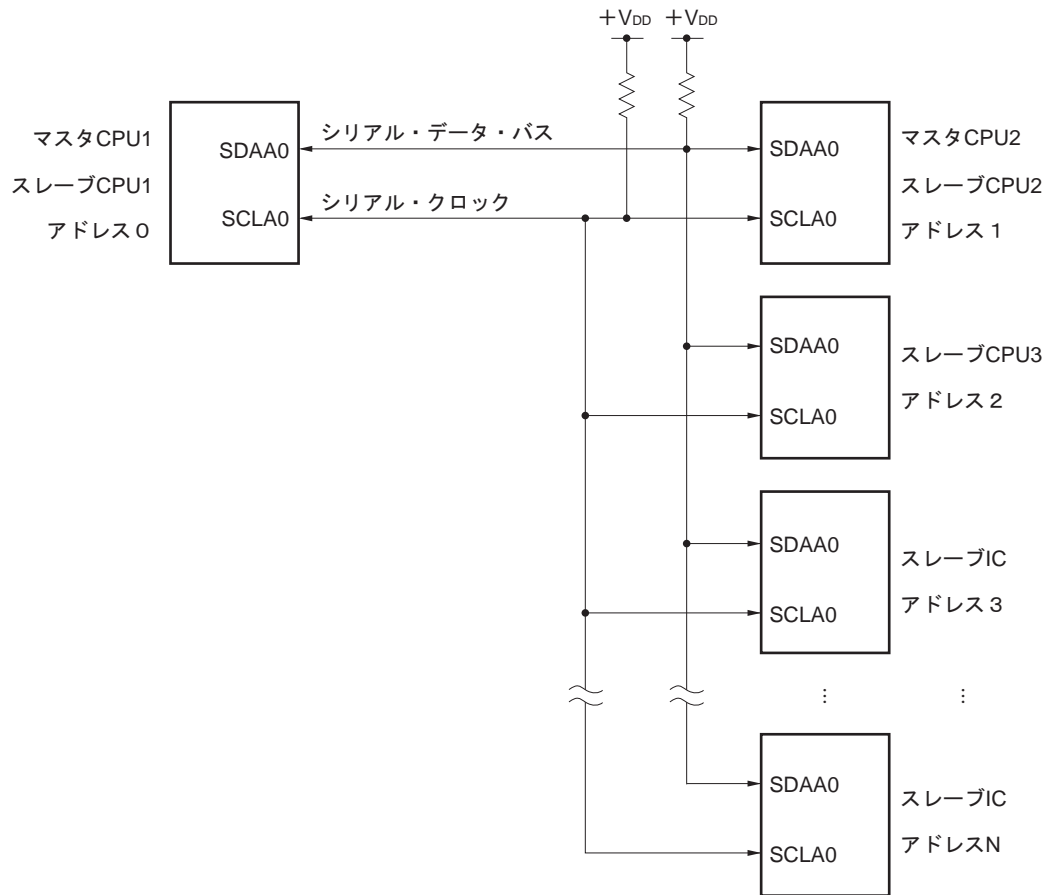 +VDD +VDD
マスタCPU1
スレーブCPU1
アドレス0
SDAA0
SCLA0
シリアル・データ・バス
シリアル・クロック
SDAA0
SCLA0
マスタCPU2
スレーブCPU2
アドレス1
SDAA0
SCLA0
スレーブCPU3
アドレス2
SDAA0
SCLA0
スレーブIC
アドレス3
… …
SDAA0
SCLA0
スレーブIC
アドレスN